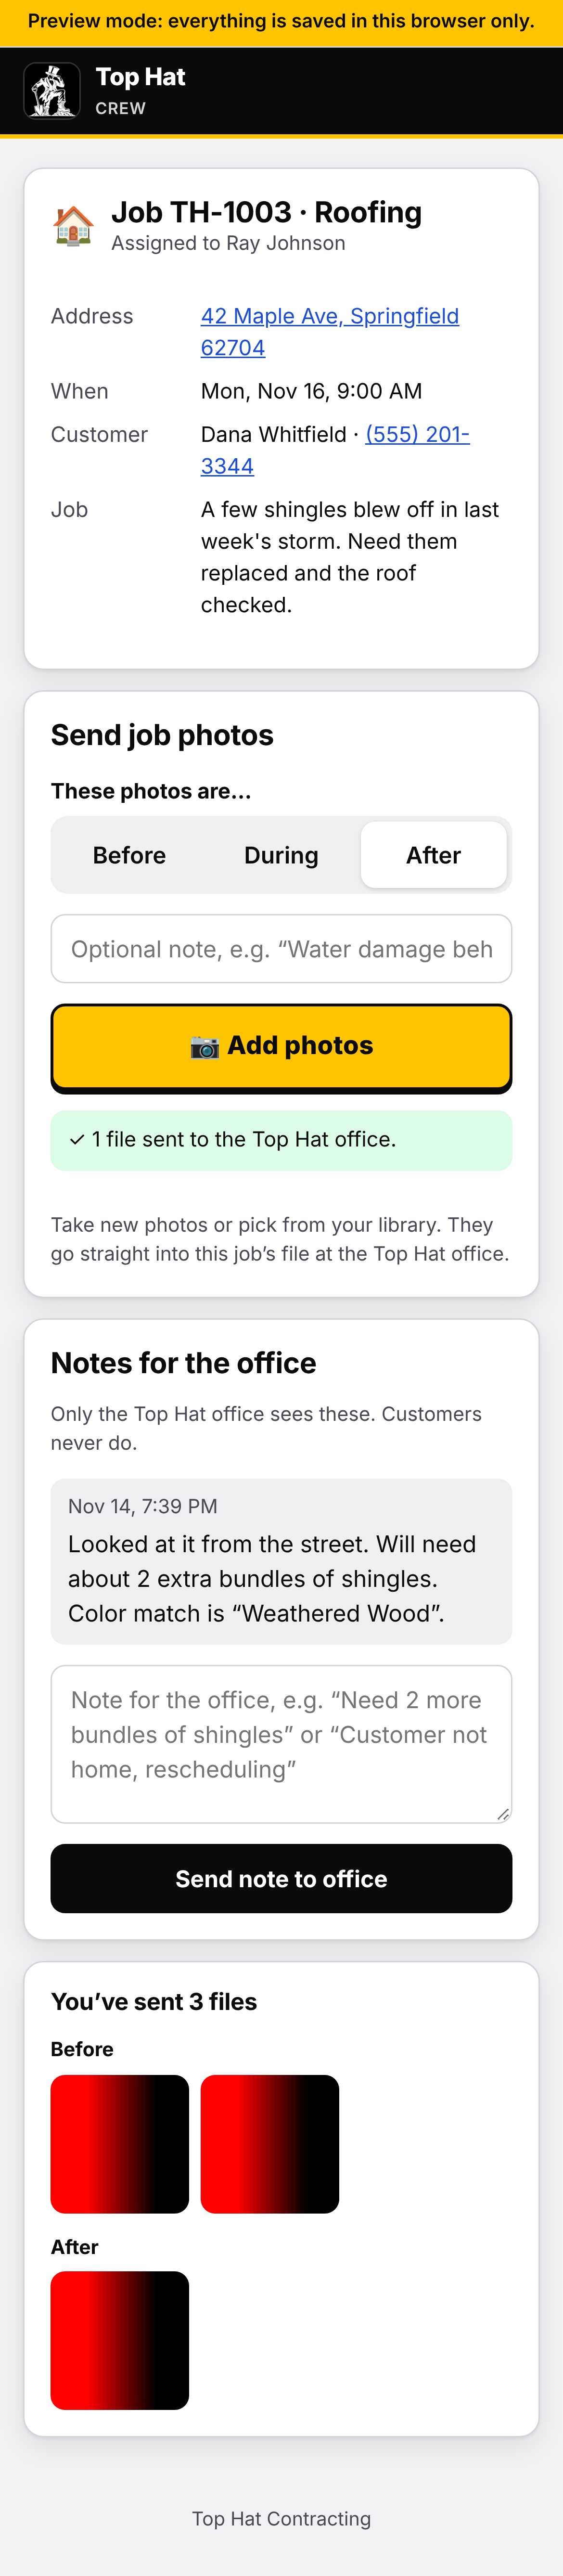 Preview mode: everything is saved in this browser only.
Top Hat
CREW
Job TH-1003 · Roofing
Assigned to Ray Johnson
Address
42 Maple Ave, Springfield
62704
When
Mon, Nov 16, 9:00 AM
Customer
Dana Whitfield · (555) 201-
3344
Job
A few shingles blew off in last
week's storm. Need them
replaced and the roof
checked.
Send job photos
These photos are…
Before
During
After
Optional note, e.g. “Water damage beh
📷 Add photos
✓ 1 file sent to the Top Hat office.
Take new photos or pick from your library. They
go straight into this job’s file at the Top Hat office.
Notes for the office
Only the Top Hat office sees these. Customers
never do.
Nov 14, 7:39 PM
Looked at it from the street. Will need
about 2 extra bundles of shingles.
Color match is “Weathered Wood”.
Note for the office, e.g. “Need 2 more
bundles of shingles” or “Customer not
home, rescheduling”
Send note to office
You’ve sent 3 files
Before
After
Top Hat Contracting